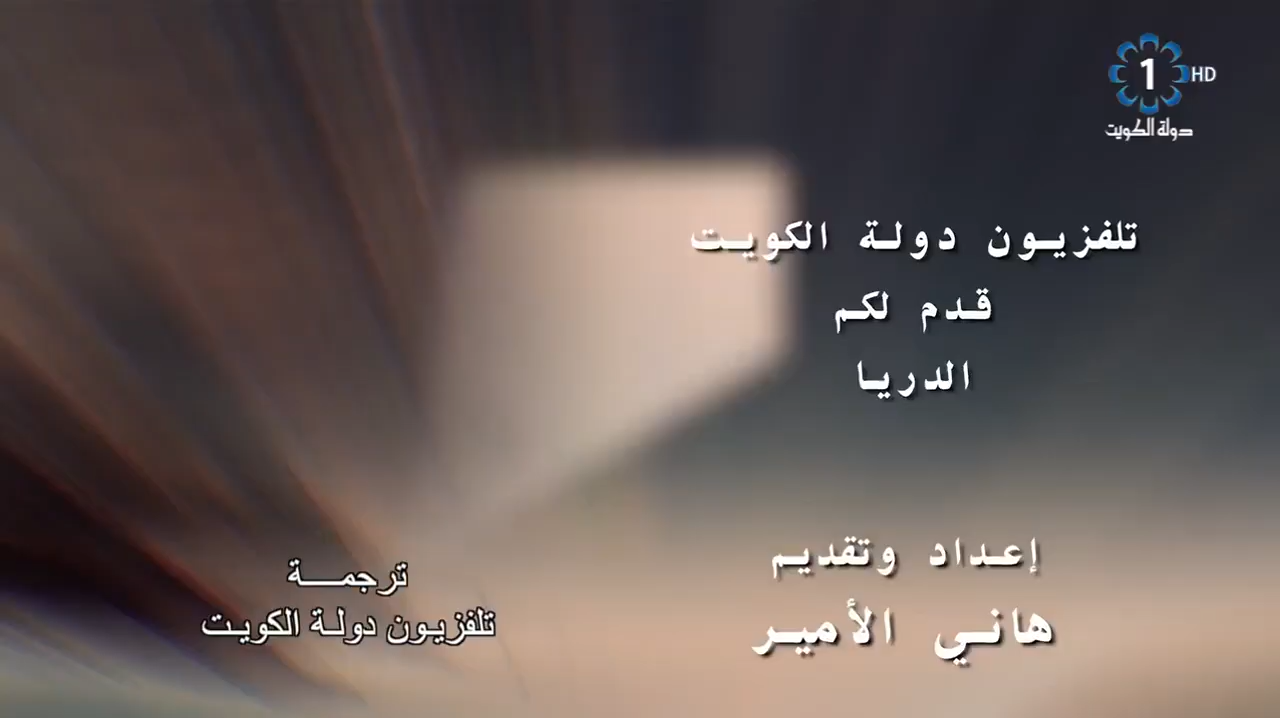 1 HD
دولة الكويت
تلفزيون دولة الكويت
قدم لكم
الدريا
إعداد وتقديم
هاني الأمير
ترجمة
تلفزيون دولة الكويت